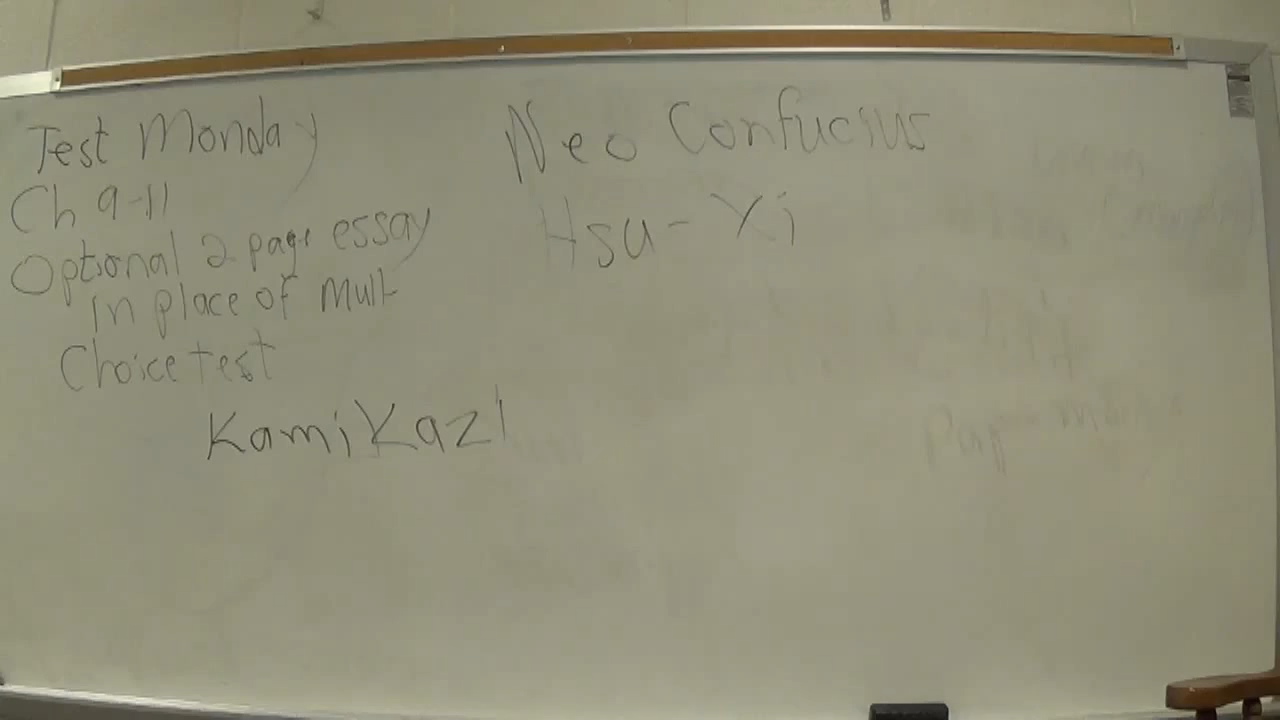 Test Monday
Ch 9-11
Optional 2 page essay
in place of Mult
Choice test
Kamikazi
Neo Confucius
Hsu-Xi